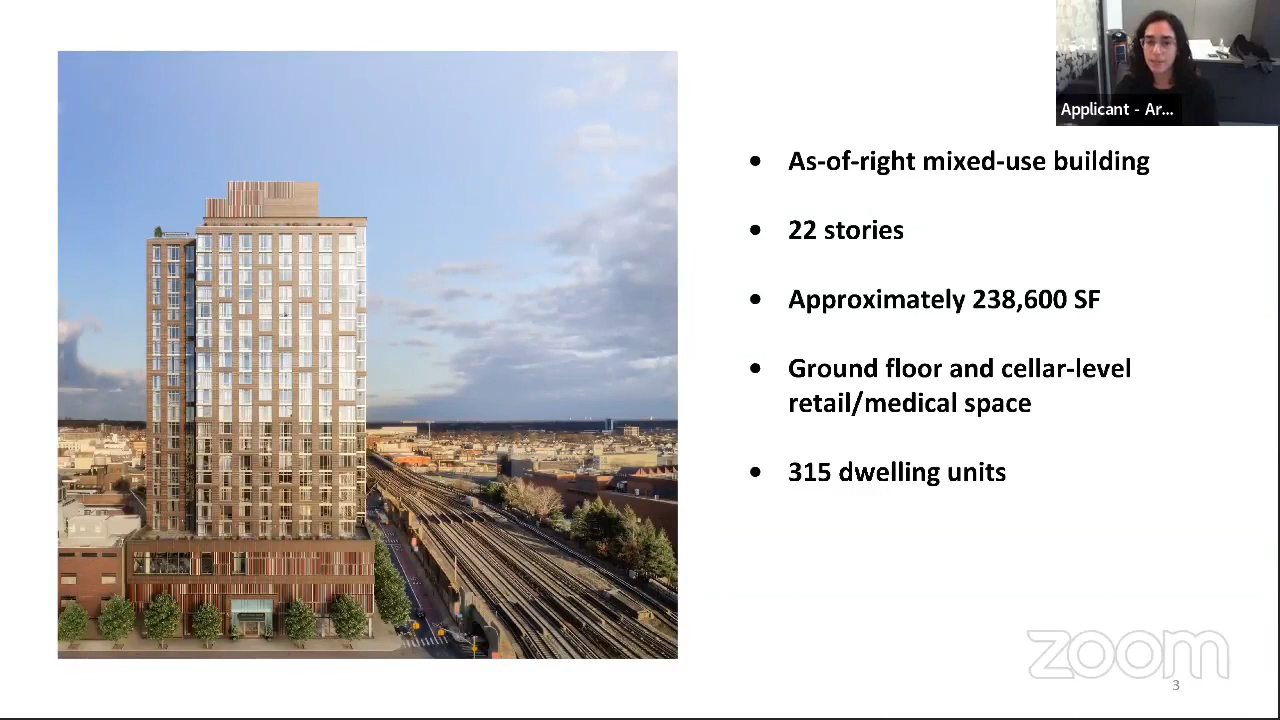 Applicant - Ar...
• As-of-right mixed-use building
• 22 stories
• Approximately 238,600 SF
• Ground floor and cellar-level
retail/medical space
• 315 dwelling units
zoom
3